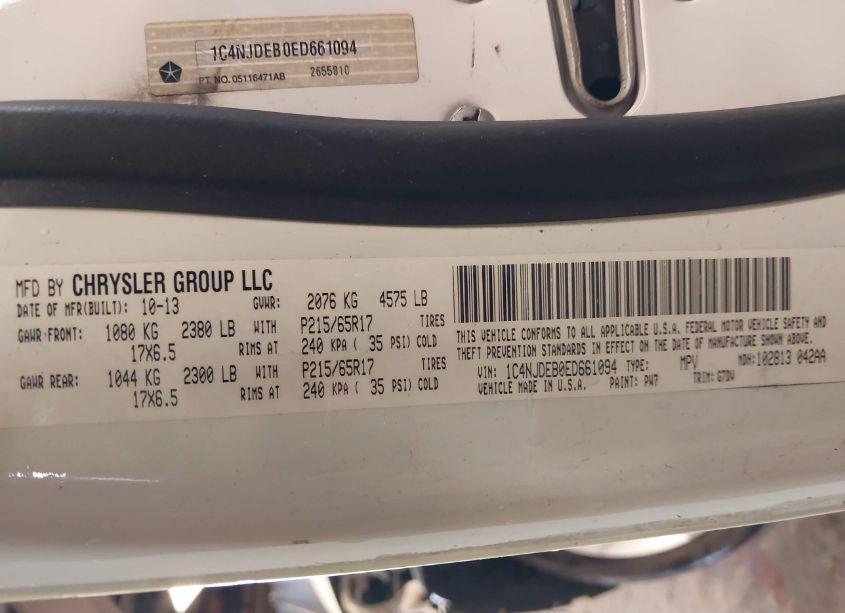 1C4NJDEB0ED661094
PT. NO. 05116471AB 2655810
MFD BY CHRYSLER GROUP LLC
DATE OF MFR(BUILT): 10-13 GVWR: 2076 KG 4575 LB
GAWR FRONT: 1080 KG 2380 LB WITH P215/65R17 TIRES
17X6.5 RIMS AT 240 KPA ( 35 PSI) COLD
GAWR REAR: 1044 KG 2300 LB WITH P215/65R17 TIRES
17X6.5 RIMS AT 240 KPA ( 35 PSI) COLD
THIS VEHICLE CONFORMS TO ALL APPLICABLE U.S.A. FEDERAL MOTOR VEHICLE SAFETY AND
THEFT PREVENTION STANDARDS IN EFFECT ON THE DATE OF MANUFACTURE SHOWN ABOVE.
VIN: 1C4NJDEB0ED661094 TYPE: MPV MDH: 102813 042AA
VEHICLE MADE IN U.S.A. PAINT: PW7 TRIM: G7DV